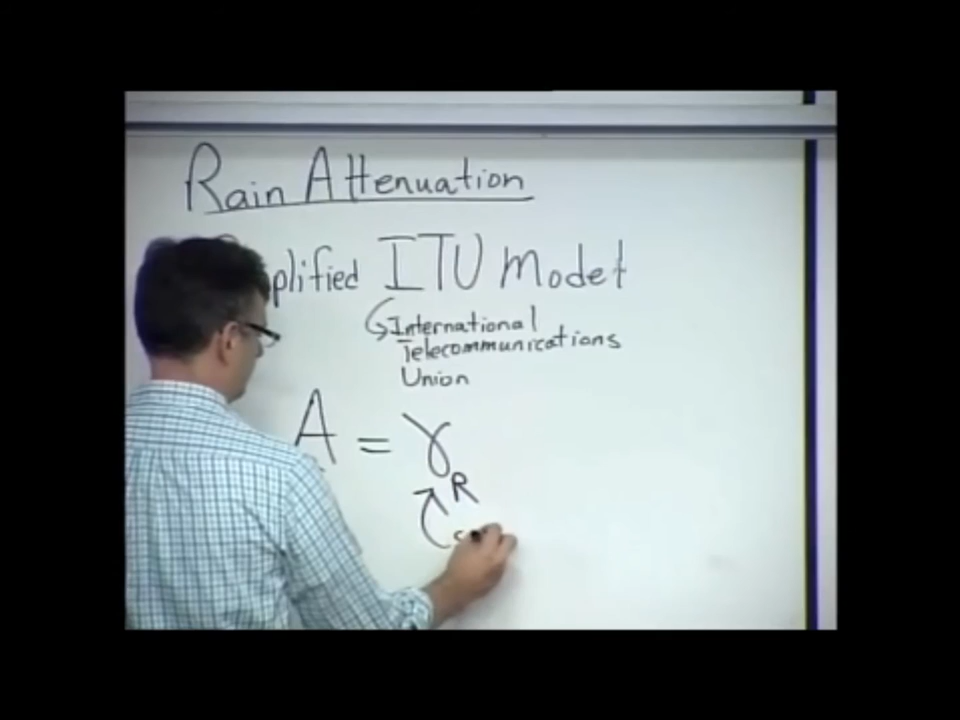 Rain Attenuation
plified ITU Model
International
Telecommunications
Union
A = γ
R